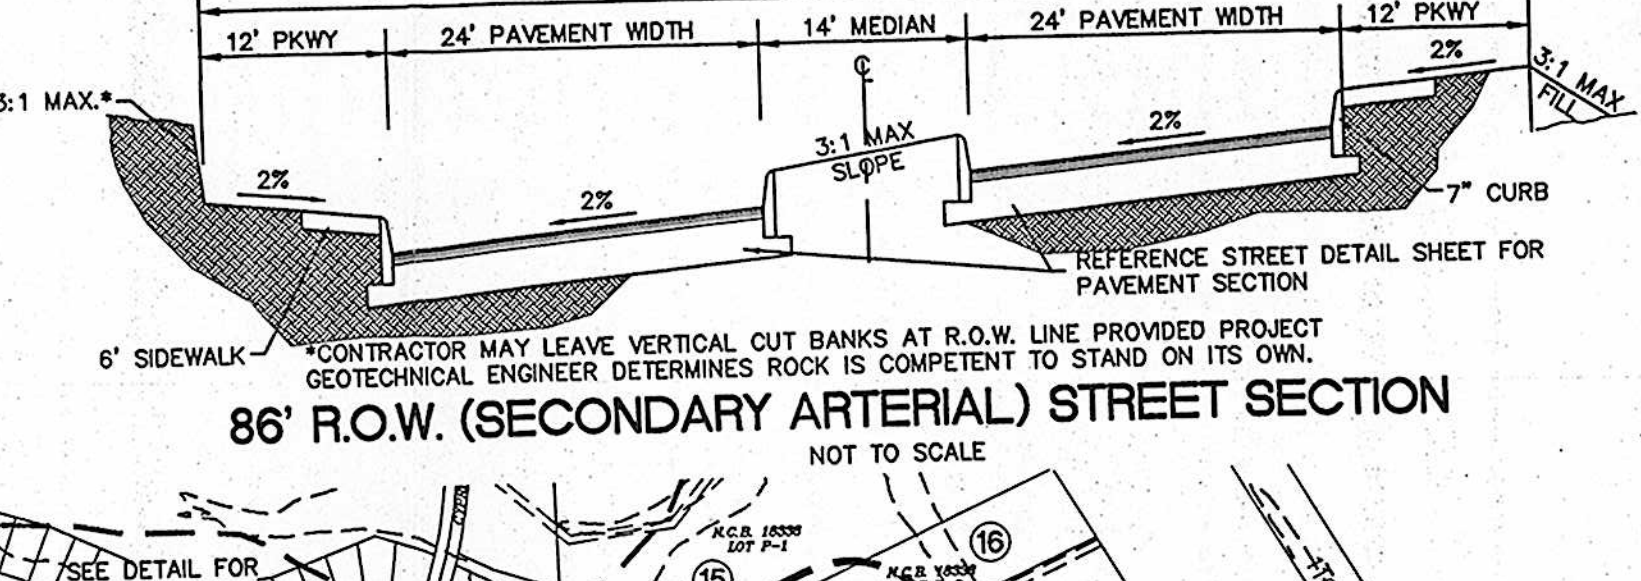 12' PKWY
24' PAVEMENT WIDTH
14' MEDIAN
24' PAVEMENT WIDTH
12' PKWY
℄
2%
3:1 MAX.*
3:1 MAX
FILL
2%
3:1 MAX
SLOPE
2%
2%
7" CURB
REFERENCE STREET DETAIL SHEET FOR
PAVEMENT SECTION
6' SIDEWALK
*CONTRACTOR MAY LEAVE VERTICAL CUT BANKS AT R.O.W. LINE PROVIDED PROJECT
GEOTECHNICAL ENGINEER DETERMINES ROCK IS COMPETENT TO STAND ON ITS OWN.
86' R.O.W. (SECONDARY ARTERIAL) STREET SECTION
NOT TO SCALE
N.C.B. 18338
LOT P-1
16
15
N.C.B. 18338
SEE DETAIL FOR